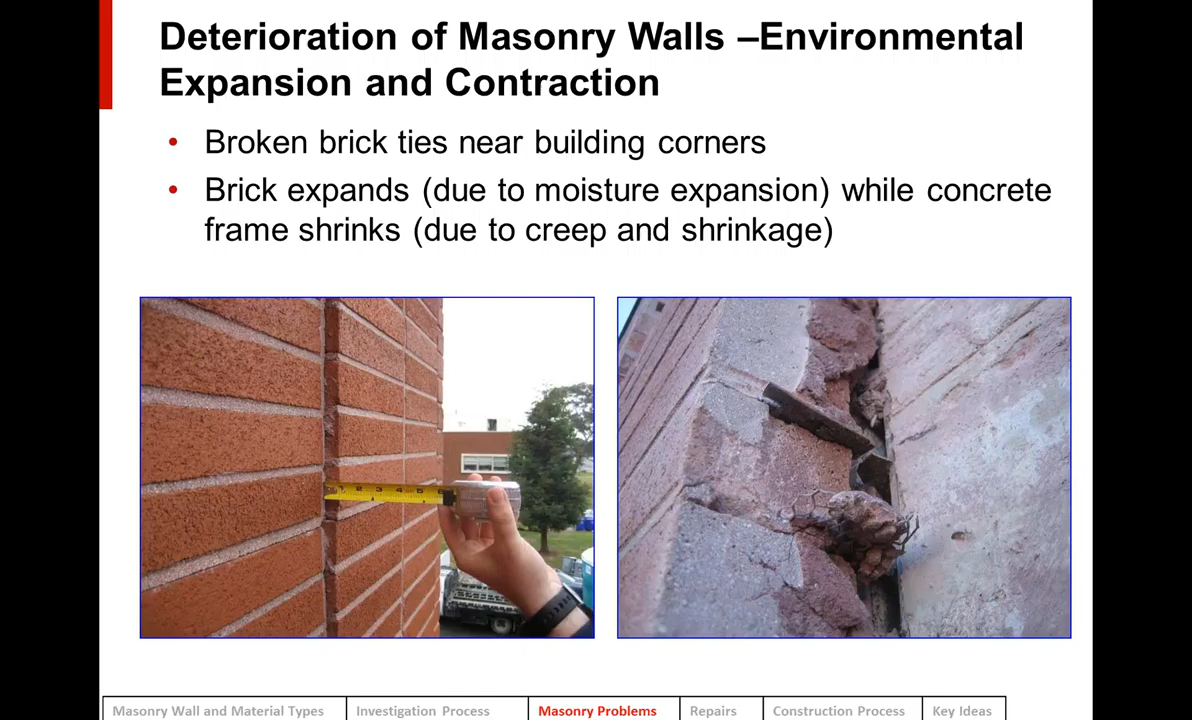 Deterioration of Masonry Walls –Environmental
Expansion and Contraction
• Broken brick ties near building corners
• Brick expands (due to moisture expansion) while concrete
frame shrinks (due to creep and shrinkage)
Masonry Wall and Material Types
Investigation Process
Masonry Problems
Repairs
Construction Process
Key Ideas